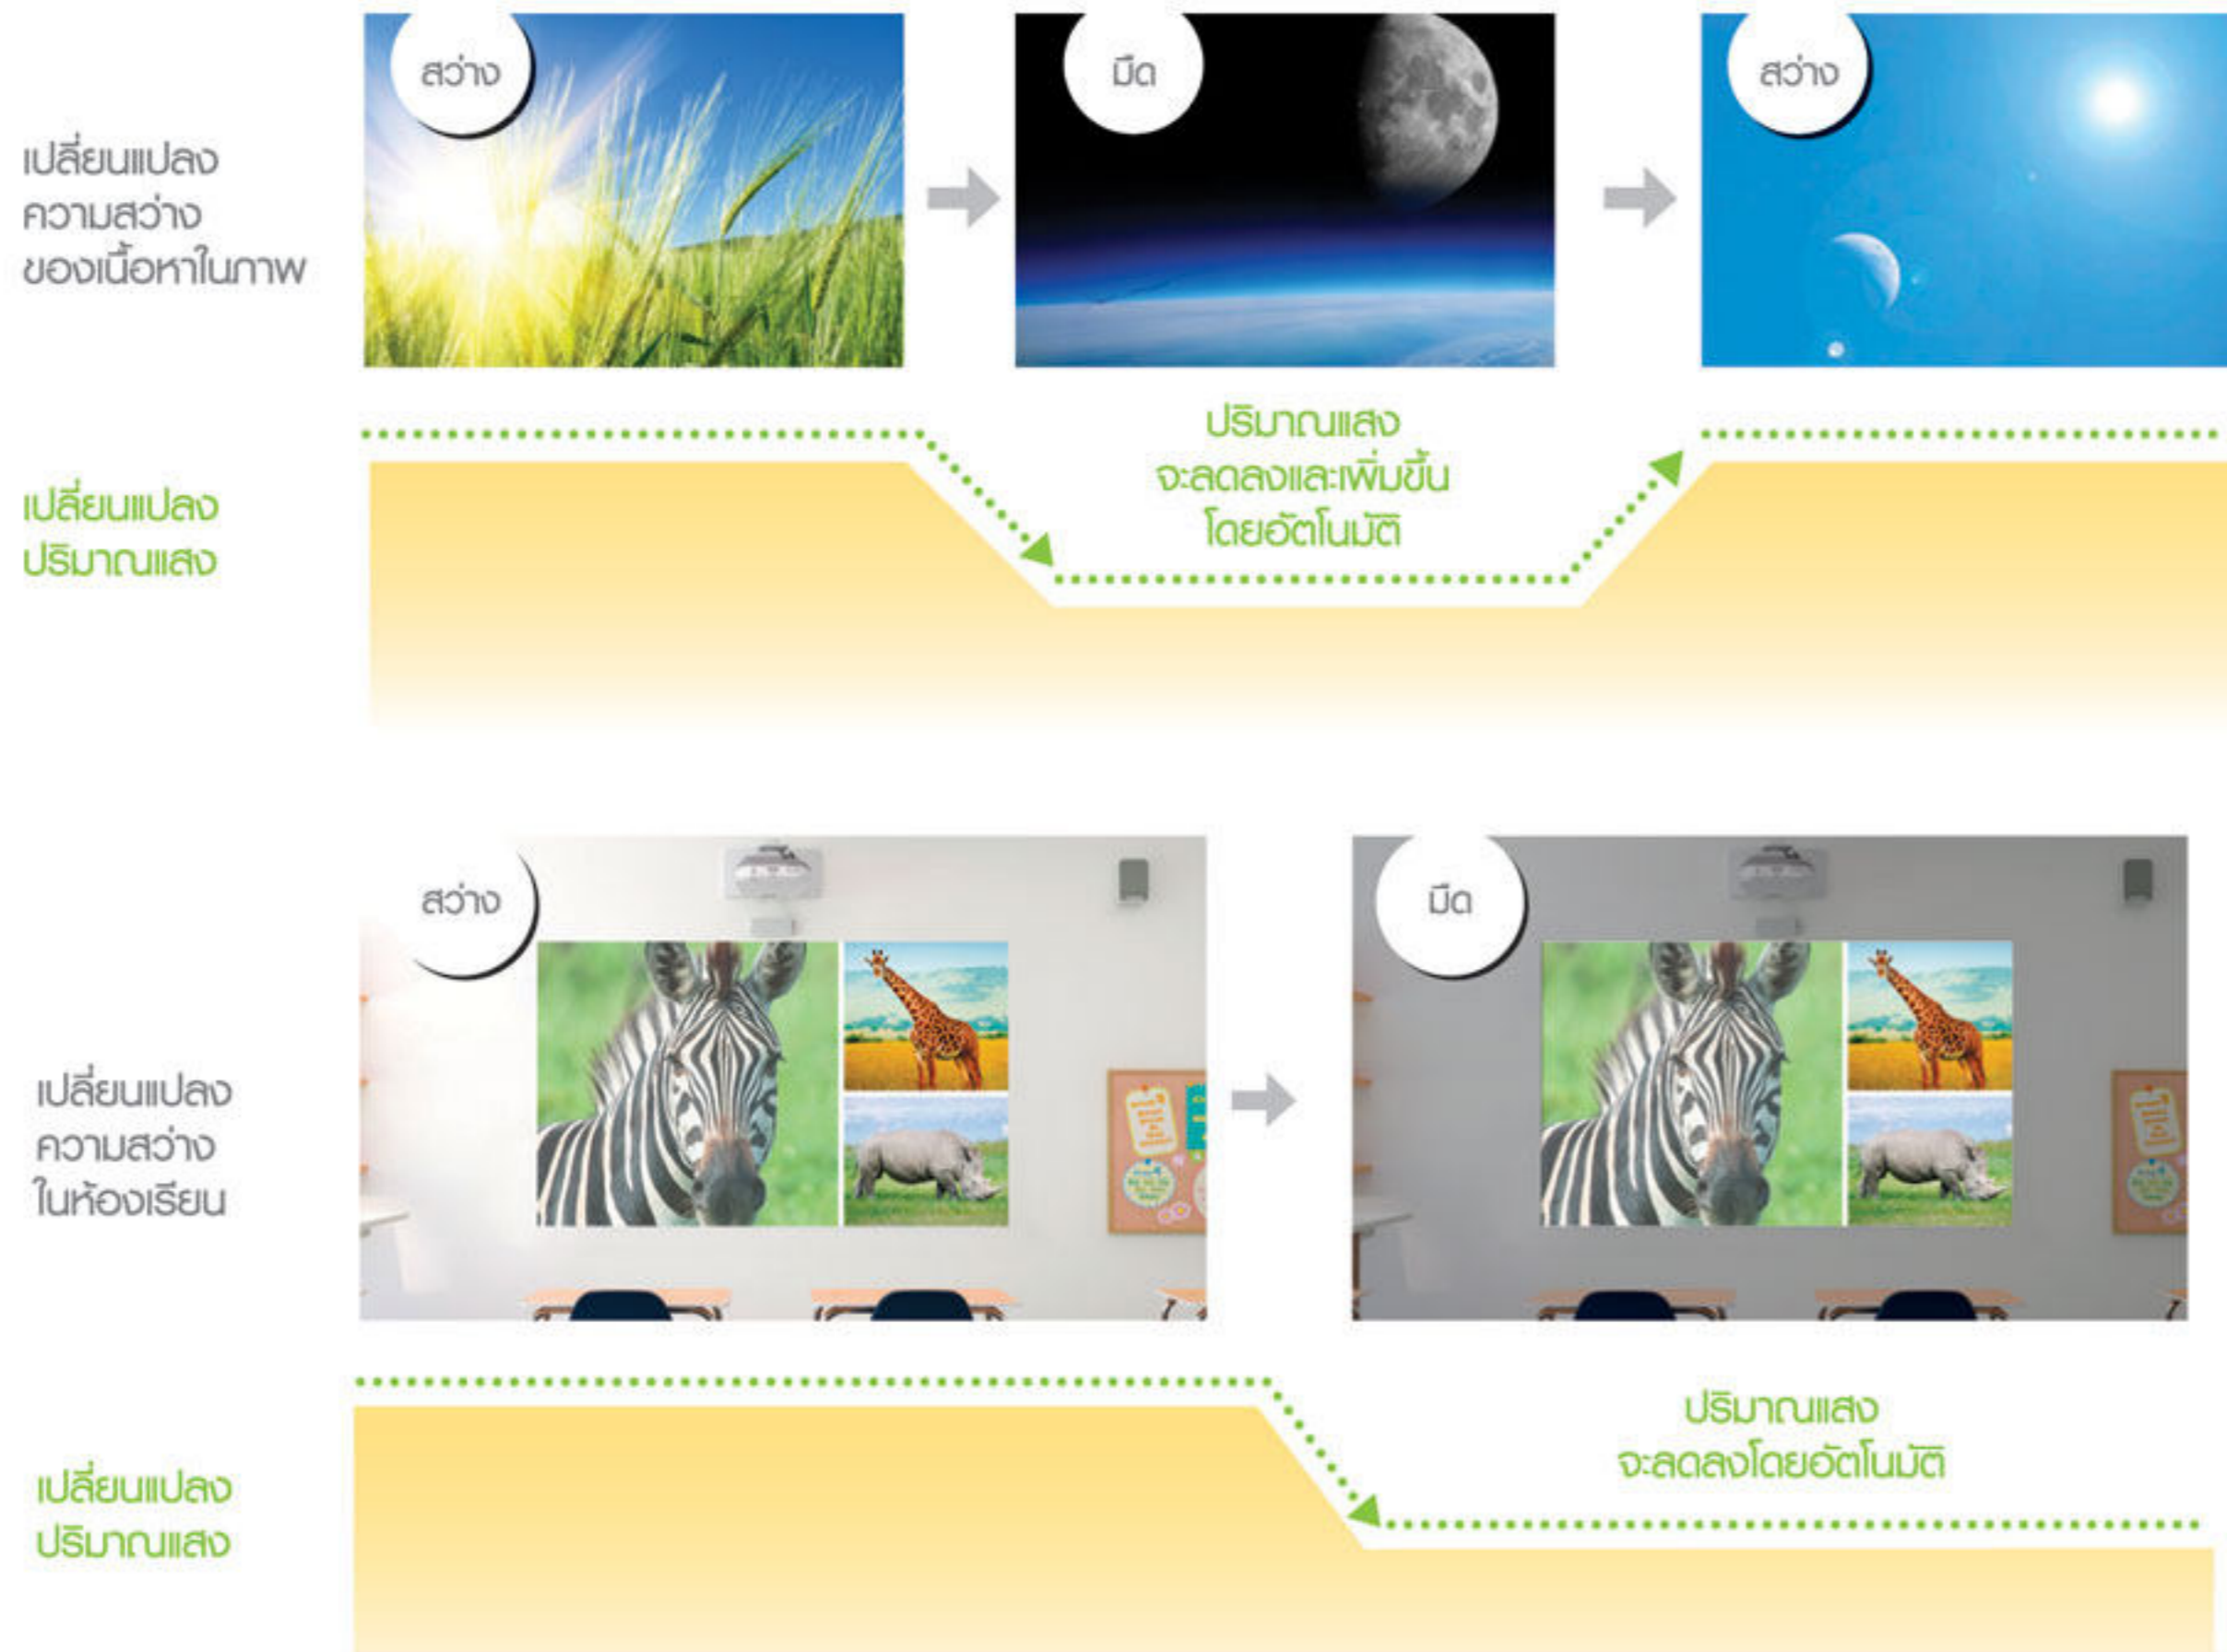 สว่าง
มืด
สว่าง
เปลี่ยนแปลง
ความสว่าง
ของเนื้อหาในภาพ
ปริมาณแสง
จะลดลงและเพิ่มขึ้น
โดยอัตโนมัติ
เปลี่ยนแปลง
ปริมาณแสง
สว่าง
มืด
เปลี่ยนแปลง
ความสว่าง
ในห้องเรียน
ปริมาณแสง
จะลดลงโดยอัตโนมัติ
เปลี่ยนแปลง
ปริมาณแสง